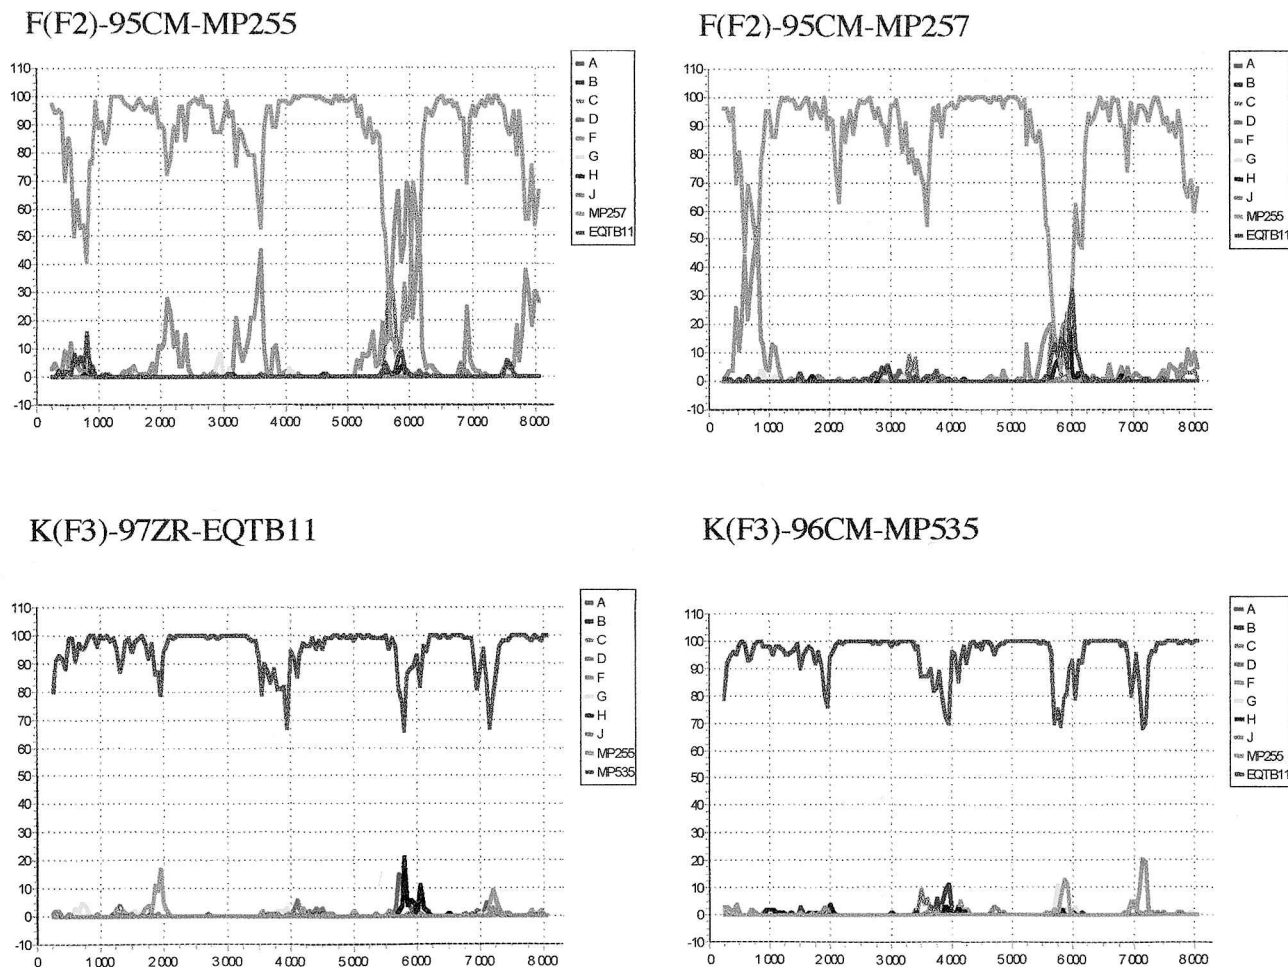 F(F2)-95CM-MP255
110
100
90
80
70
60
50
40
30
20
10
0
-10
0 1000 2000 3000 4000 5000 6000 7000 8000
A
B
C
D
F
G
H
J
MP257
EQTB11
F(F2)-95CM-MP257
110
100
90
80
70
60
50
40
30
20
10
0
-10
0 1000 2000 3000 4000 5000 6000 7000 8000
A
B
C
D
F
G
H
J
MP255
EQTB11
K(F3)-97ZR-EQTB11
110
100
90
80
70
60
50
40
30
20
10
0
-10
0 1000 2000 3000 4000 5000 6000 7000 8000
A
B
C
D
F
G
H
J
MP255
MP535
K(F3)-96CM-MP535
110
100
90
80
70
60
50
40
30
20
10
0
-10
0 1000 2000 3000 4000 5000 6000 7000 8000
A
B
C
D
F
G
H
J
MP255
EQTB11